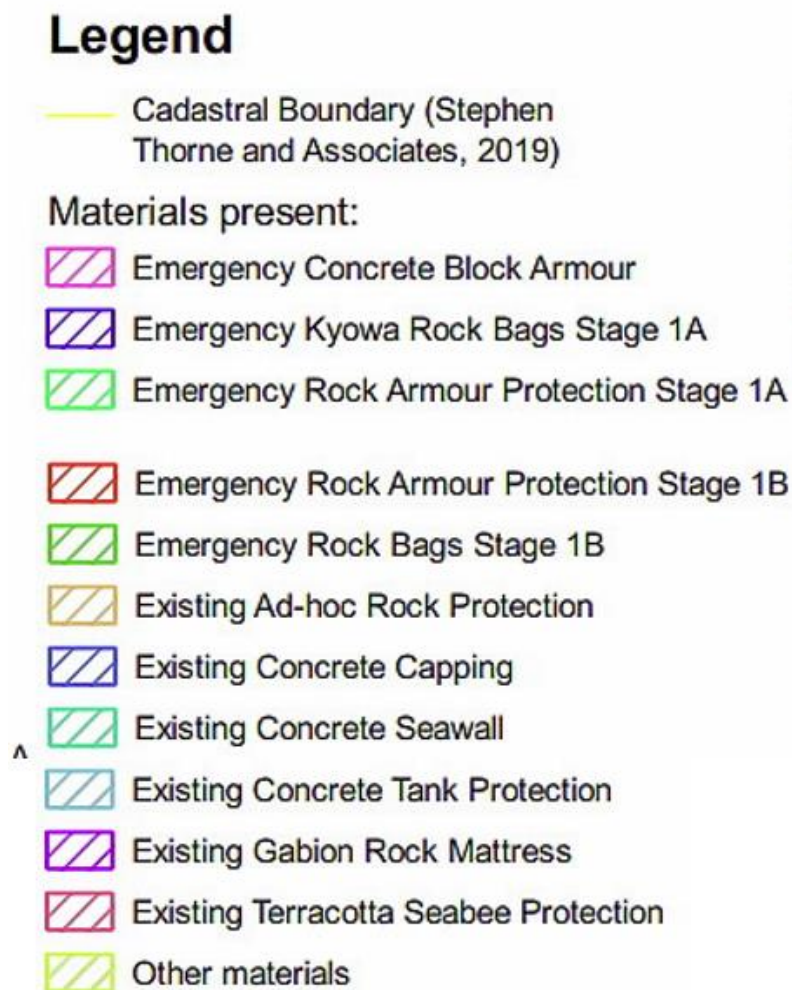 Legend
Cadastral Boundary (Stephen
Thorne and Associates, 2019)
Materials present:
Emergency Concrete Block Armour
Emergency Kyowa Rock Bags Stage 1A
Emergency Rock Armour Protection Stage 1A
Emergency Rock Armour Protection Stage 1B
Emergency Rock Bags Stage 1B
Existing Ad-hoc Rock Protection
Existing Concrete Capping
Existing Concrete Seawall
^
Existing Concrete Tank Protection
Existing Gabion Rock Mattress
Existing Terracotta Seabee Protection
Other materials